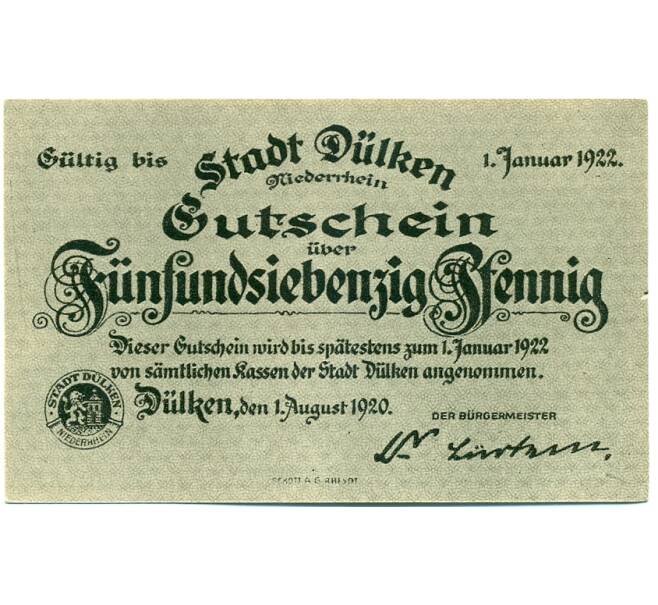 Gültig bis
Stadt Dülken
1. Januar 1922.
Niederrhein
Gutschein
über
Fünfundsiebenzig Pfennig
Dieser Gutschein wird bis spätestens zum 1. Januar 1922
von sämtlichen Kassen der Stadt Dülken angenommen.
STADT DÜLKEN
NIEDERRHEIN
Dülken, den 1. August 1920.
DER BÜRGERMEISTER
A.G. RHEYDT